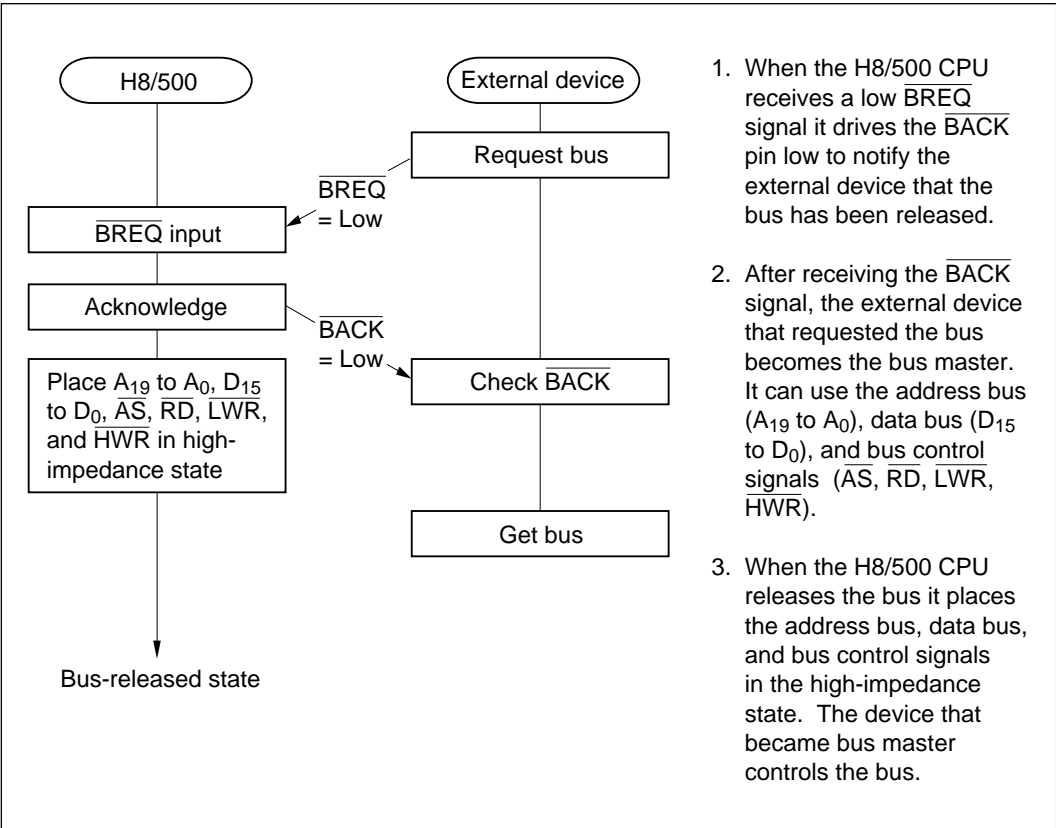 H8/500
BREQ input
Acknowledge
Place A19 to A0, D15
to D0, AS, RD, LWR,
and HWR in high-
impedance state
Bus-released state
BREQ
= Low
BACK
= Low
External device
Request bus
Check BACK
Get bus
1. When the H8/500 CPU
receives a low BREQ
signal it drives the BACK
pin low to notify the
external device that the
bus has been released.
2. After receiving the BACK
signal, the external device
that requested the bus
becomes the bus master.
It can use the address bus
(A19 to A0), data bus (D15
to D0), and bus control
signals (AS, RD, LWR,
HWR).
3. When the H8/500 CPU
releases the bus it places
the address bus, data bus,
and bus control signals
in the high-impedance
state. The device that
became bus master
controls the bus.